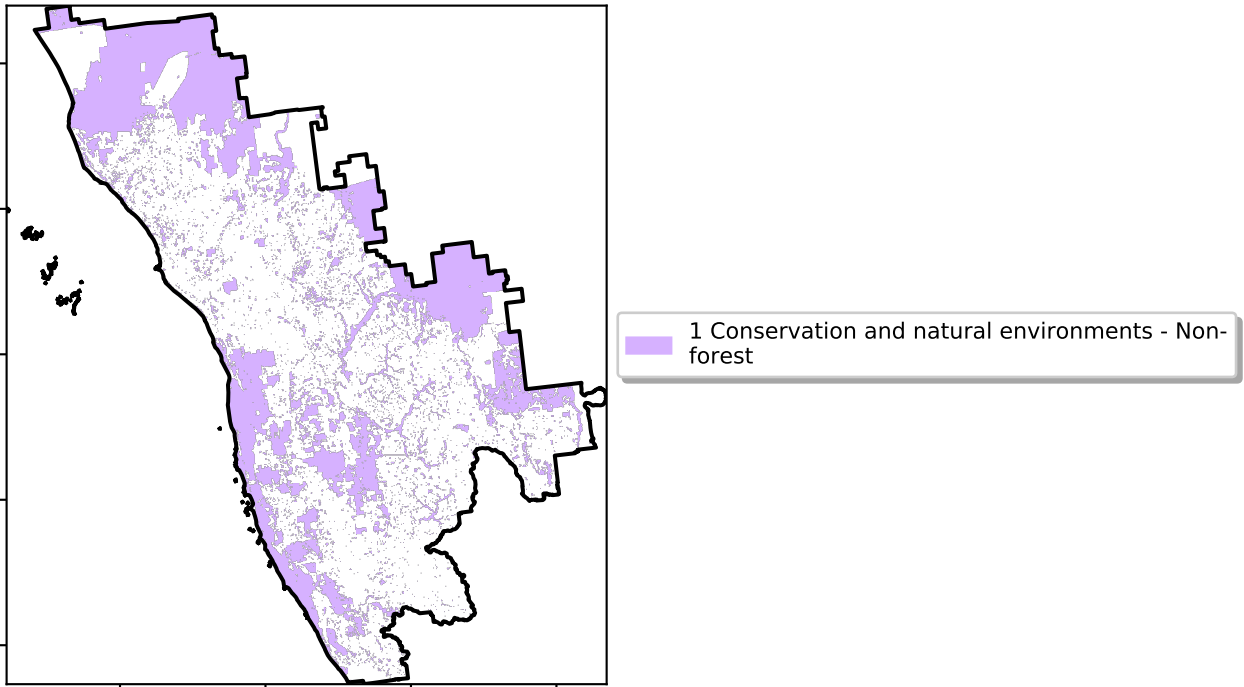 1 Conservation and natural environments - Non-
forest